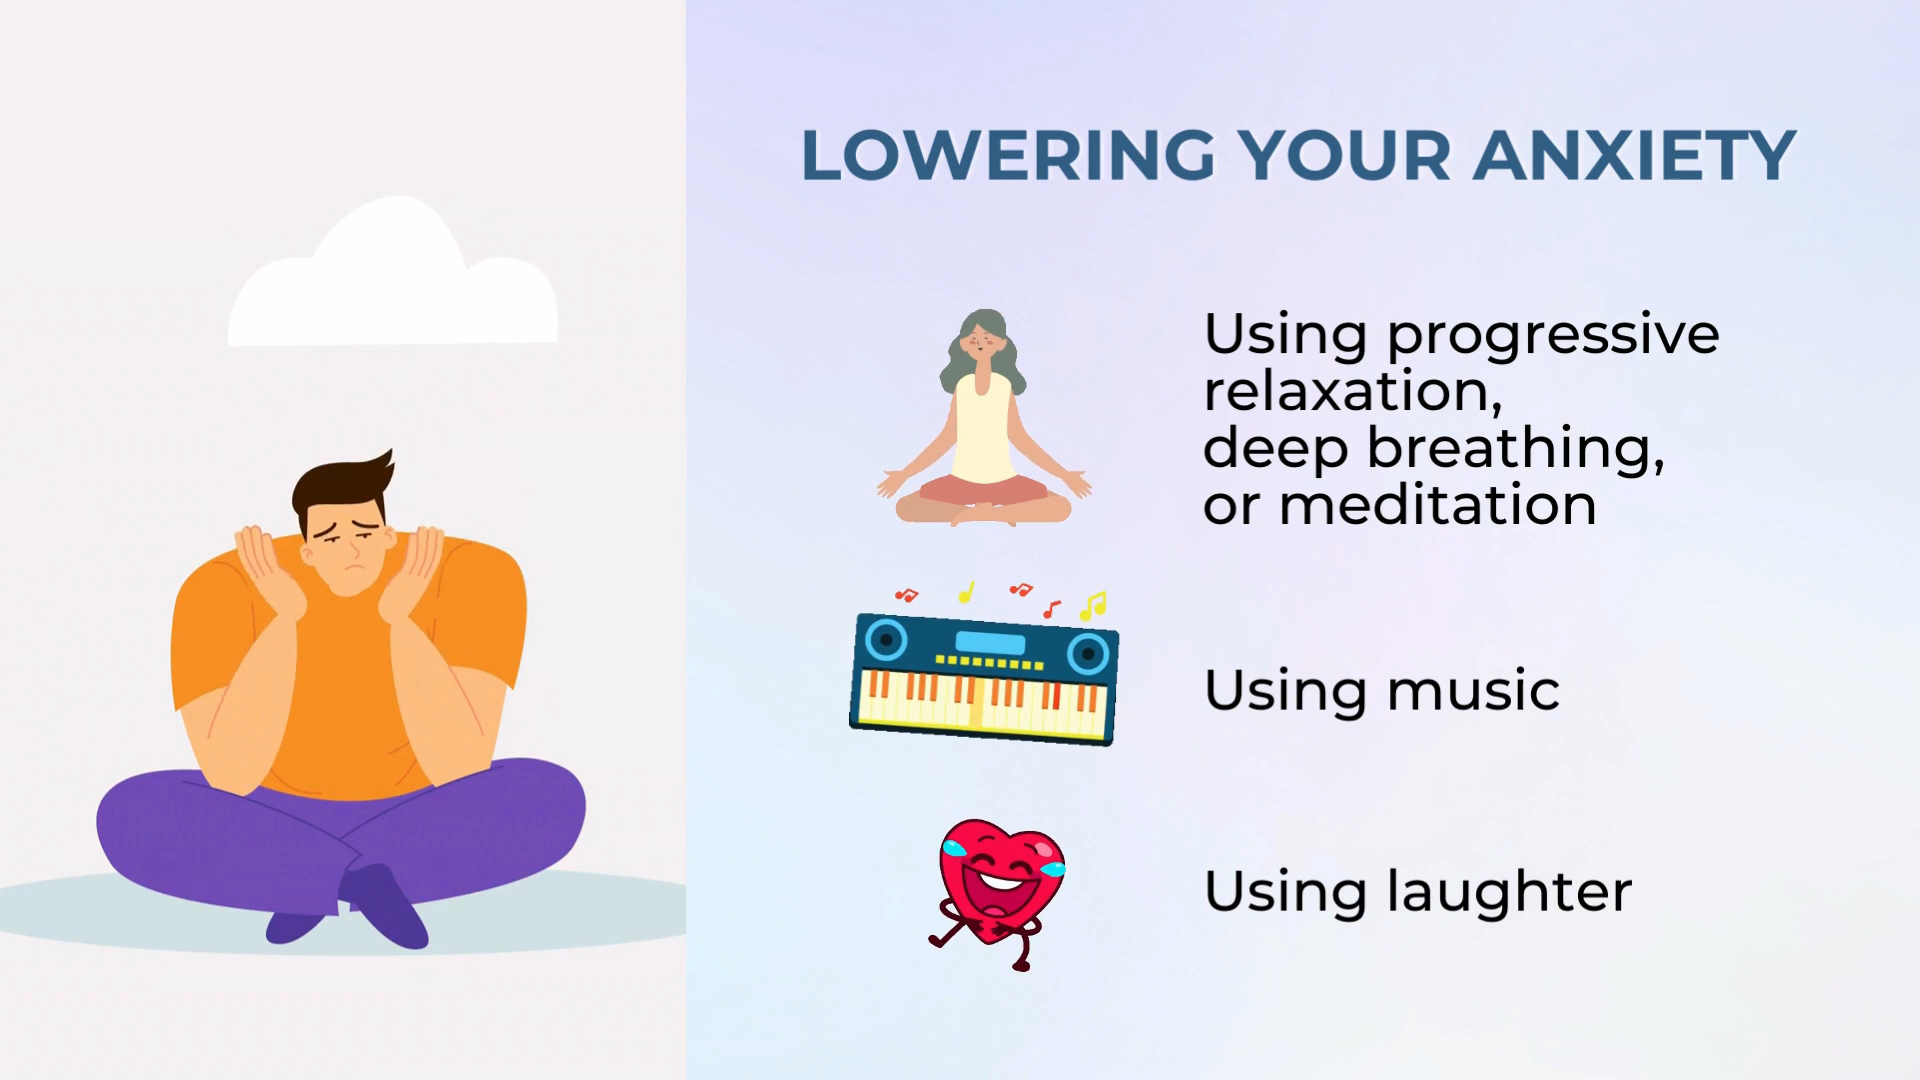 LOWERING YOUR ANXIETY
Using progressive
relaxation,
deep breathing,
or meditation
Using music
Using laughter